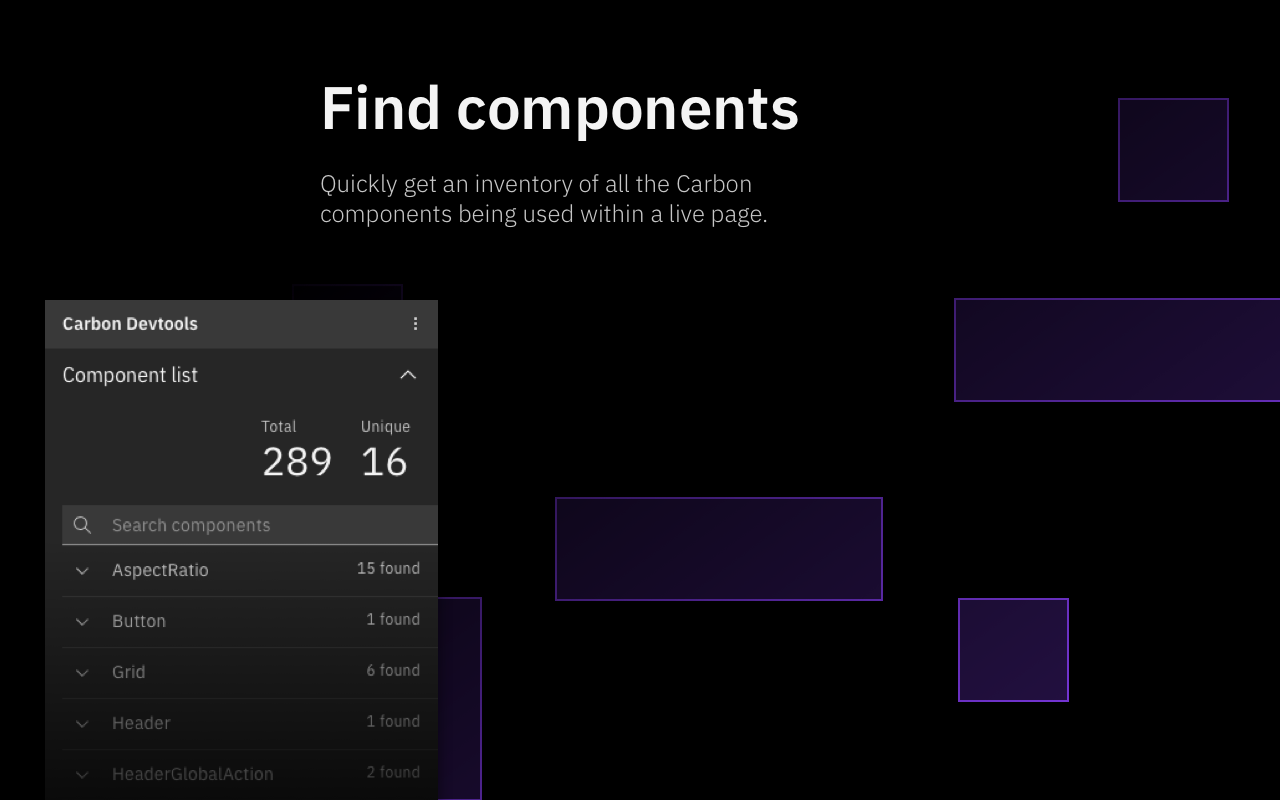 Find components
Quickly get an inventory of all the Carbon
components being used within a live page.
Carbon Devtools
Component list
Total Unique
289 16
Search components
AspectRatio 15 found
Button 1 found
Grid 6 found
Header 1 found
HeaderGlobalAction 2 found